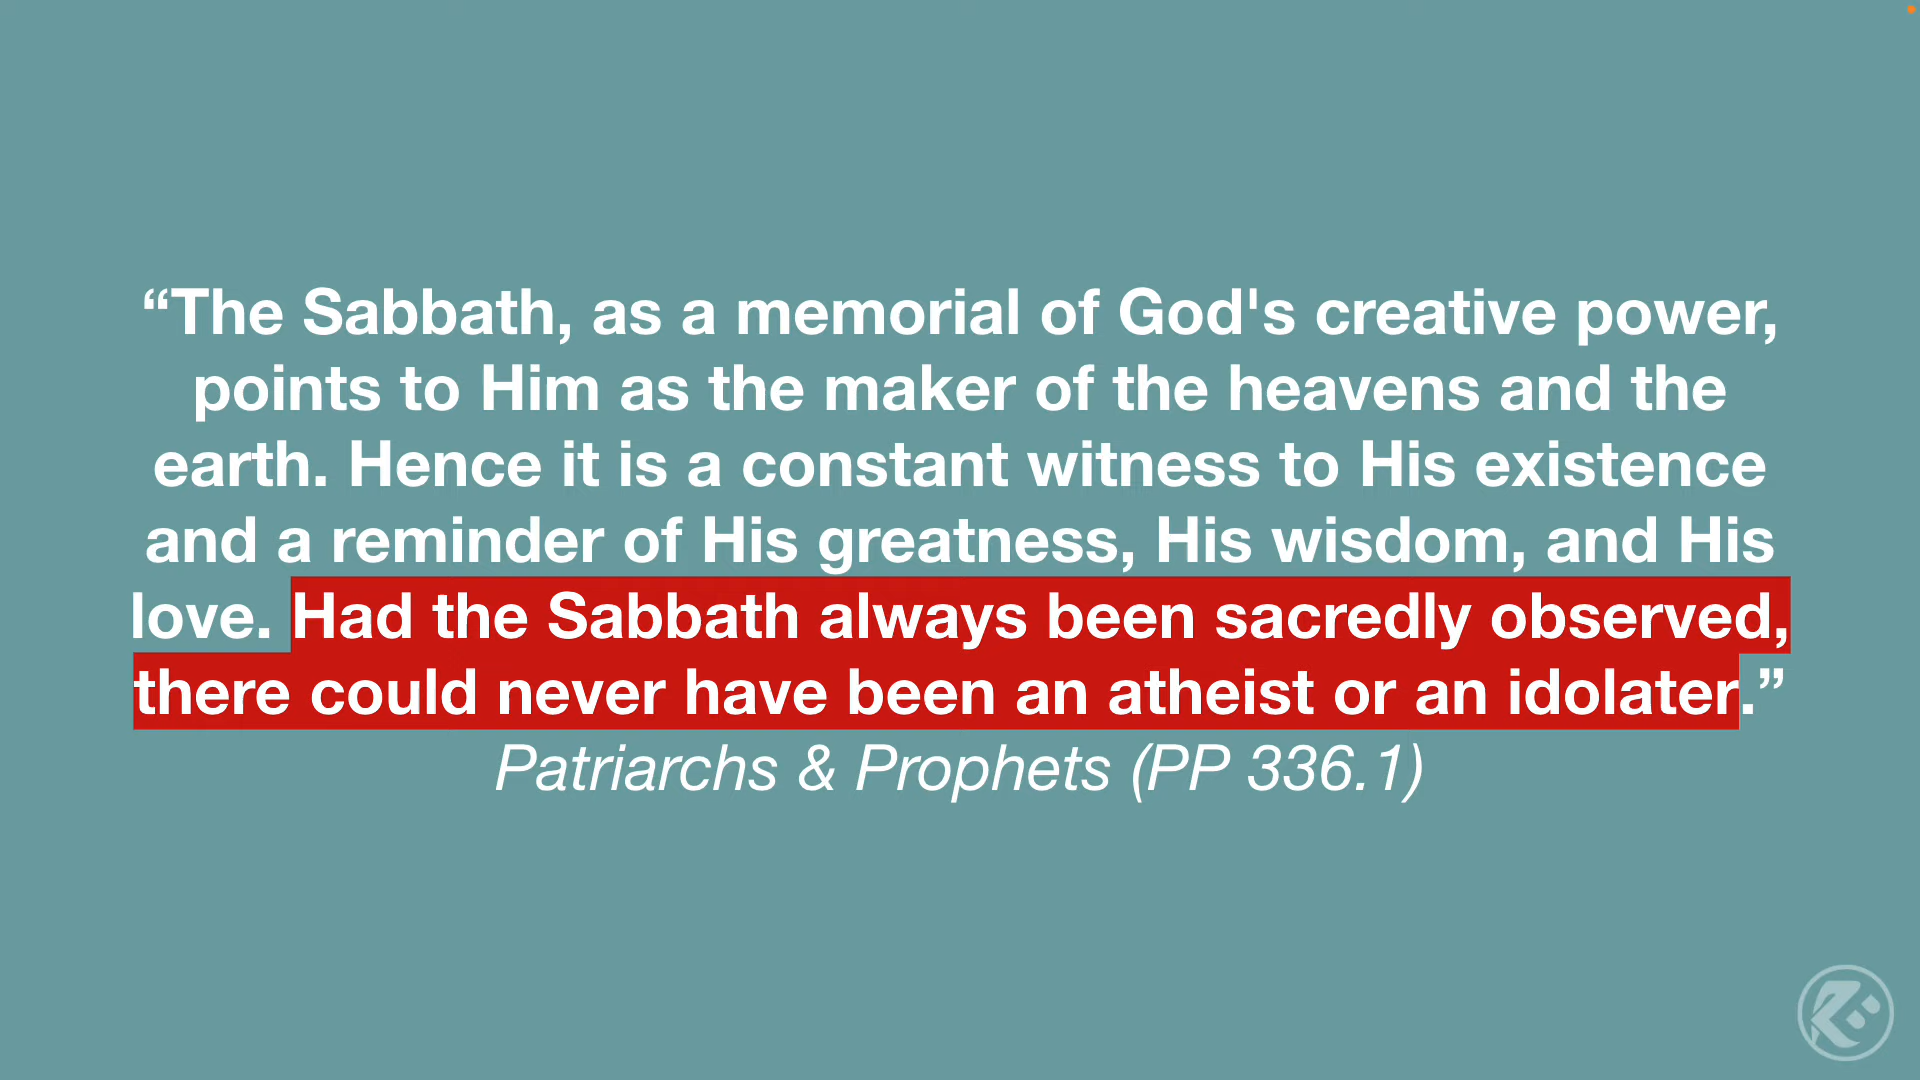 “The Sabbath, as a memorial of God's creative power,
points to Him as the maker of the heavens and the
earth. Hence it is a constant witness to His existence
and a reminder of His greatness, His wisdom, and His
love. Had the Sabbath always been sacredly observed,
there could never have been an atheist or an idolater.”
Patriarchs & Prophets (PP 336.1)